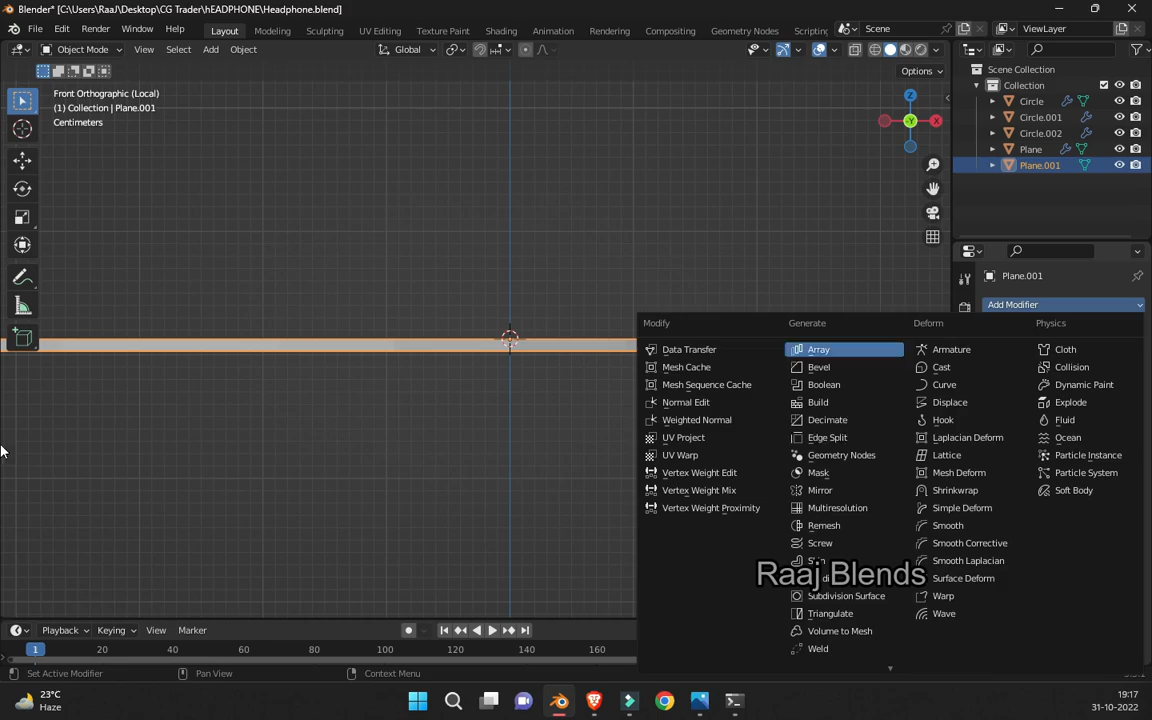 Blender* [C:\Users\RaaJ\Desktop\CG Trader\hEADPHONE\Headphone.blend]
File Edit Render Window Help Layout Modeling Sculpting UV Editing Texture Paint Shading Animation Rendering Compositing Geometry Nodes Scripting Scene ViewLayer
Object Mode View Select Add Object Global
Options
Front Orthographic (Local)
(1) Collection | Plane.001
Centimeters
Z
X
-Y
Scene Collection
Collection
Circle
Circle.001
Circle.002
Plane
Plane.001
Plane.001
Add Modifier
Modify Generate Deform Physics
Data Transfer Array Armature Cloth
Mesh Cache Bevel Cast Collision
Mesh Sequence Cache Boolean Curve Dynamic Paint
Normal Edit Build Displace Explode
Weighted Normal Decimate Hook Fluid
UV Project Edge Split Laplacian Deform Ocean
UV Warp Geometry Nodes Lattice Particle Instance
Vertex Weight Edit Mask Mesh Deform Particle System
Vertex Weight Mix Mirror Shrinkwrap Soft Body
Vertex Weight Proximity Multiresolution Simple Deform
Remesh Smooth
Screw Smooth Corrective
Smooth Laplacian
Raaj Blends
Surface Deform
Subdivision Surface Warp
Triangulate Wave
Volume to Mesh
Weld
Playback Keying View Marker
1 20 40 60 80 100 120 140 160
Set Active Modifier Pan View Context Menu
23°C
Haze
19:17
31-10-2022